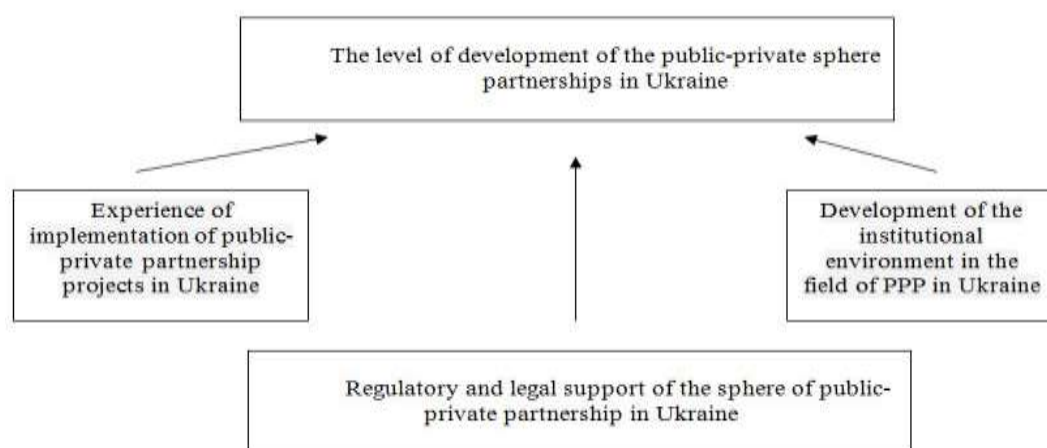 The level of development of the public-private sphere
partnerships in Ukraine
Experience of
implementation of public-
private partnership
projects in Ukraine
Development of the
institutional
environment in the
field of PPP in Ukraine
Regulatory and legal support of the sphere of public-
private partnership in Ukraine